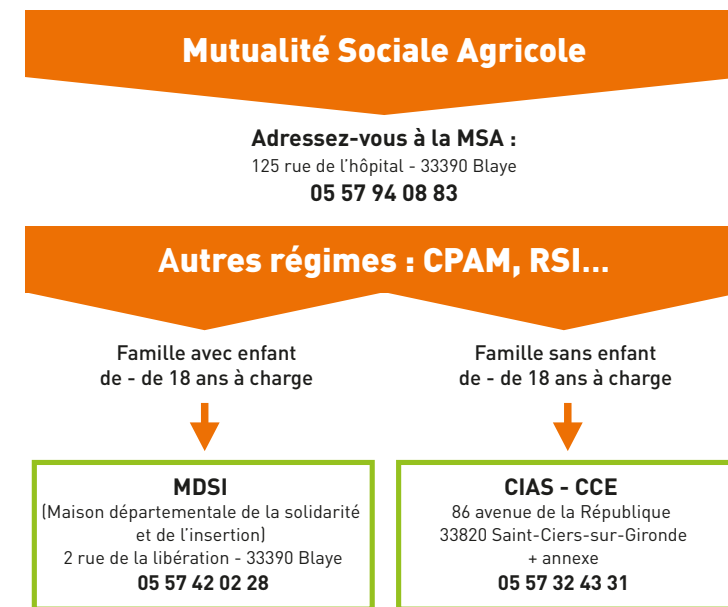 Mutualité Sociale Agricole
Adressez-vous à la MSA :
125 rue de l'hôpital - 33390 Blaye
05 57 94 08 83
Autres régimes : CPAM, RSI...
Famille avec enfant
de - de 18 ans à charge
Famille sans enfant
de - de 18 ans à charge
MDSI
(Maison départementale de la solidarité
et de l'insertion)
2 rue de la libération - 33390 Blaye
05 57 42 02 28
CIAS - CCE
86 avenue de la République
33820 Saint-Ciers-sur-Gironde
+ annexe
05 57 32 43 31